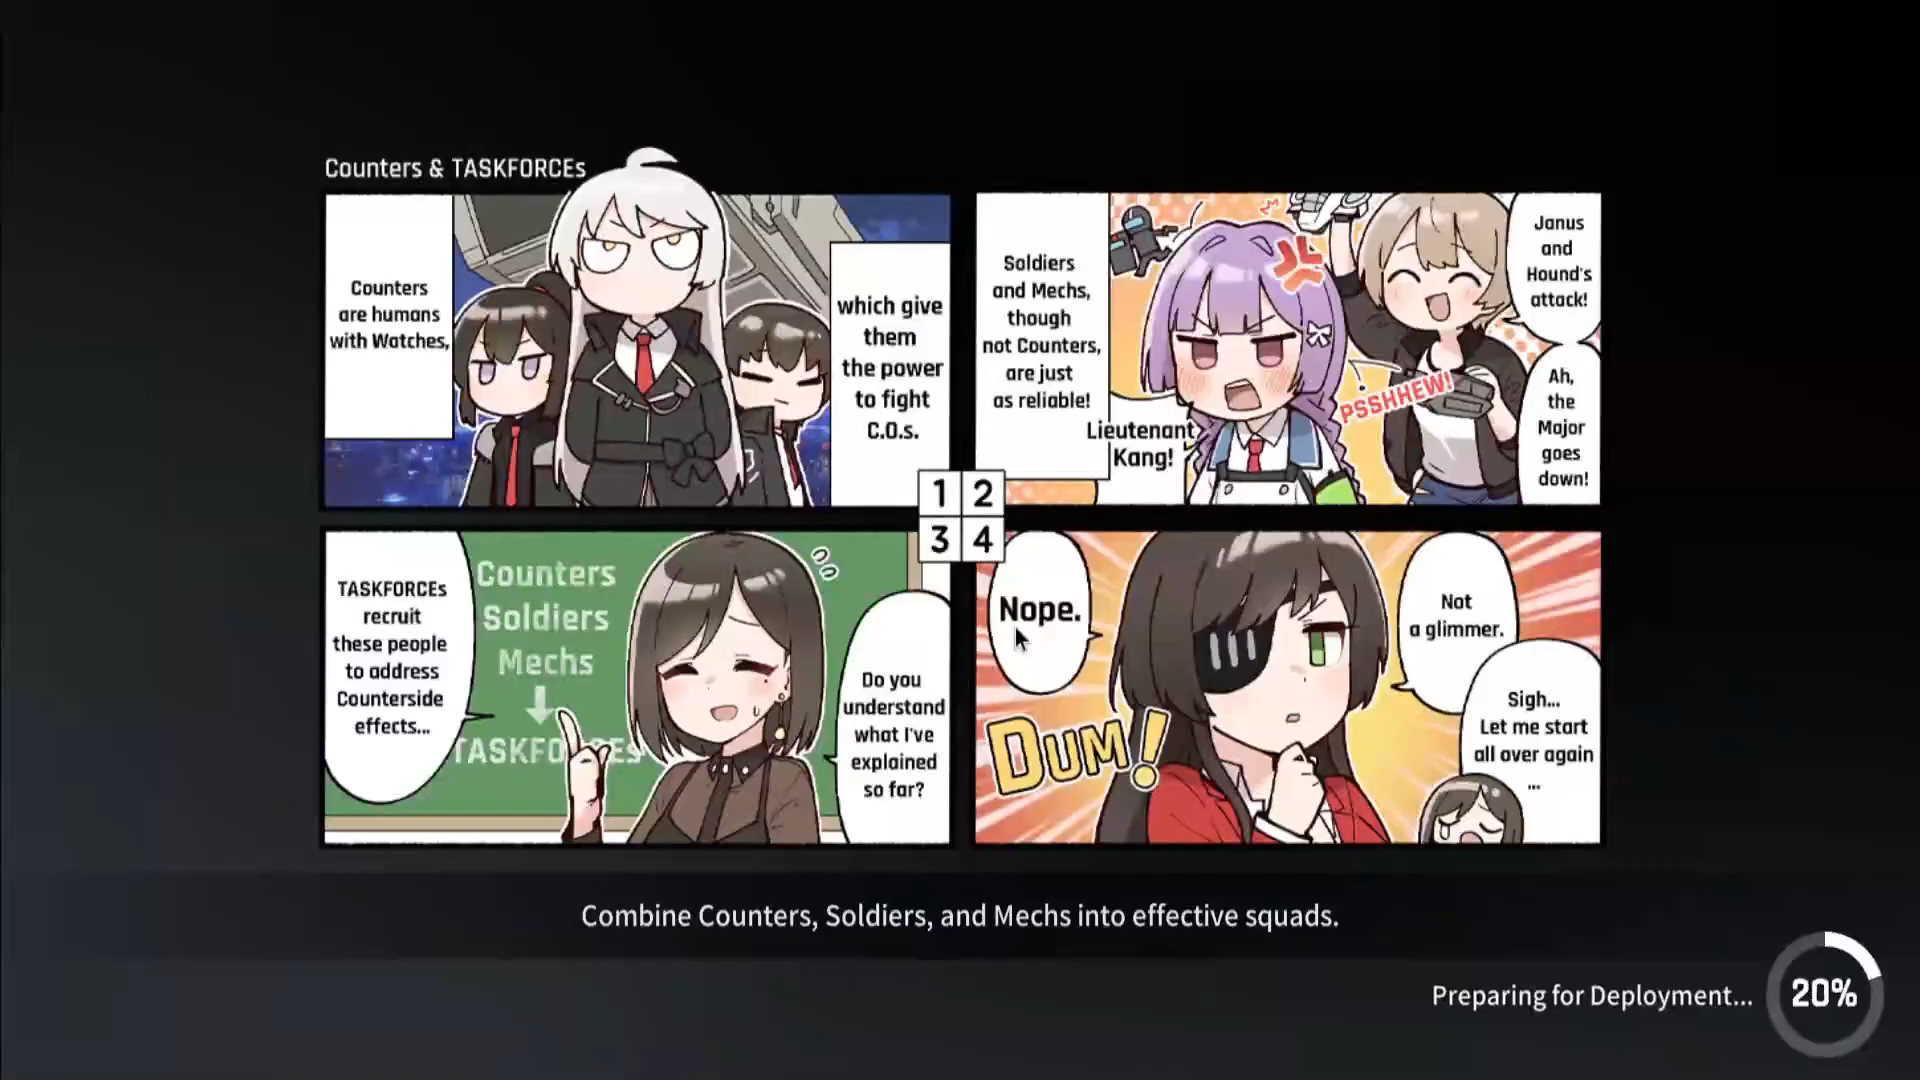 Counters & TASKFORCEs
Counters
are humans
with Watches,
which give
them
the power
to fight
C.O.s.
Soldiers
and Mechs,
though
not Counters,
are just
as reliable!
Lieutenant
Kang!
PSSHHEW!
Janus
and
Hound's
attack!
Ah,
the
Major
goes
down!
1 2
3 4
TASKFORCEs
recruit
these people
to address
Counterside
effects...
Counters
Soldiers
Mechs
TASKFORCEs
Do you
understand
what I've
explained
so far?
Nope.
DUM!
Not
a glimmer.
Sigh...
Let me start
all over again
...
Combine Counters, Soldiers, and Mechs into effective squads.
Preparing for Deployment...
20%